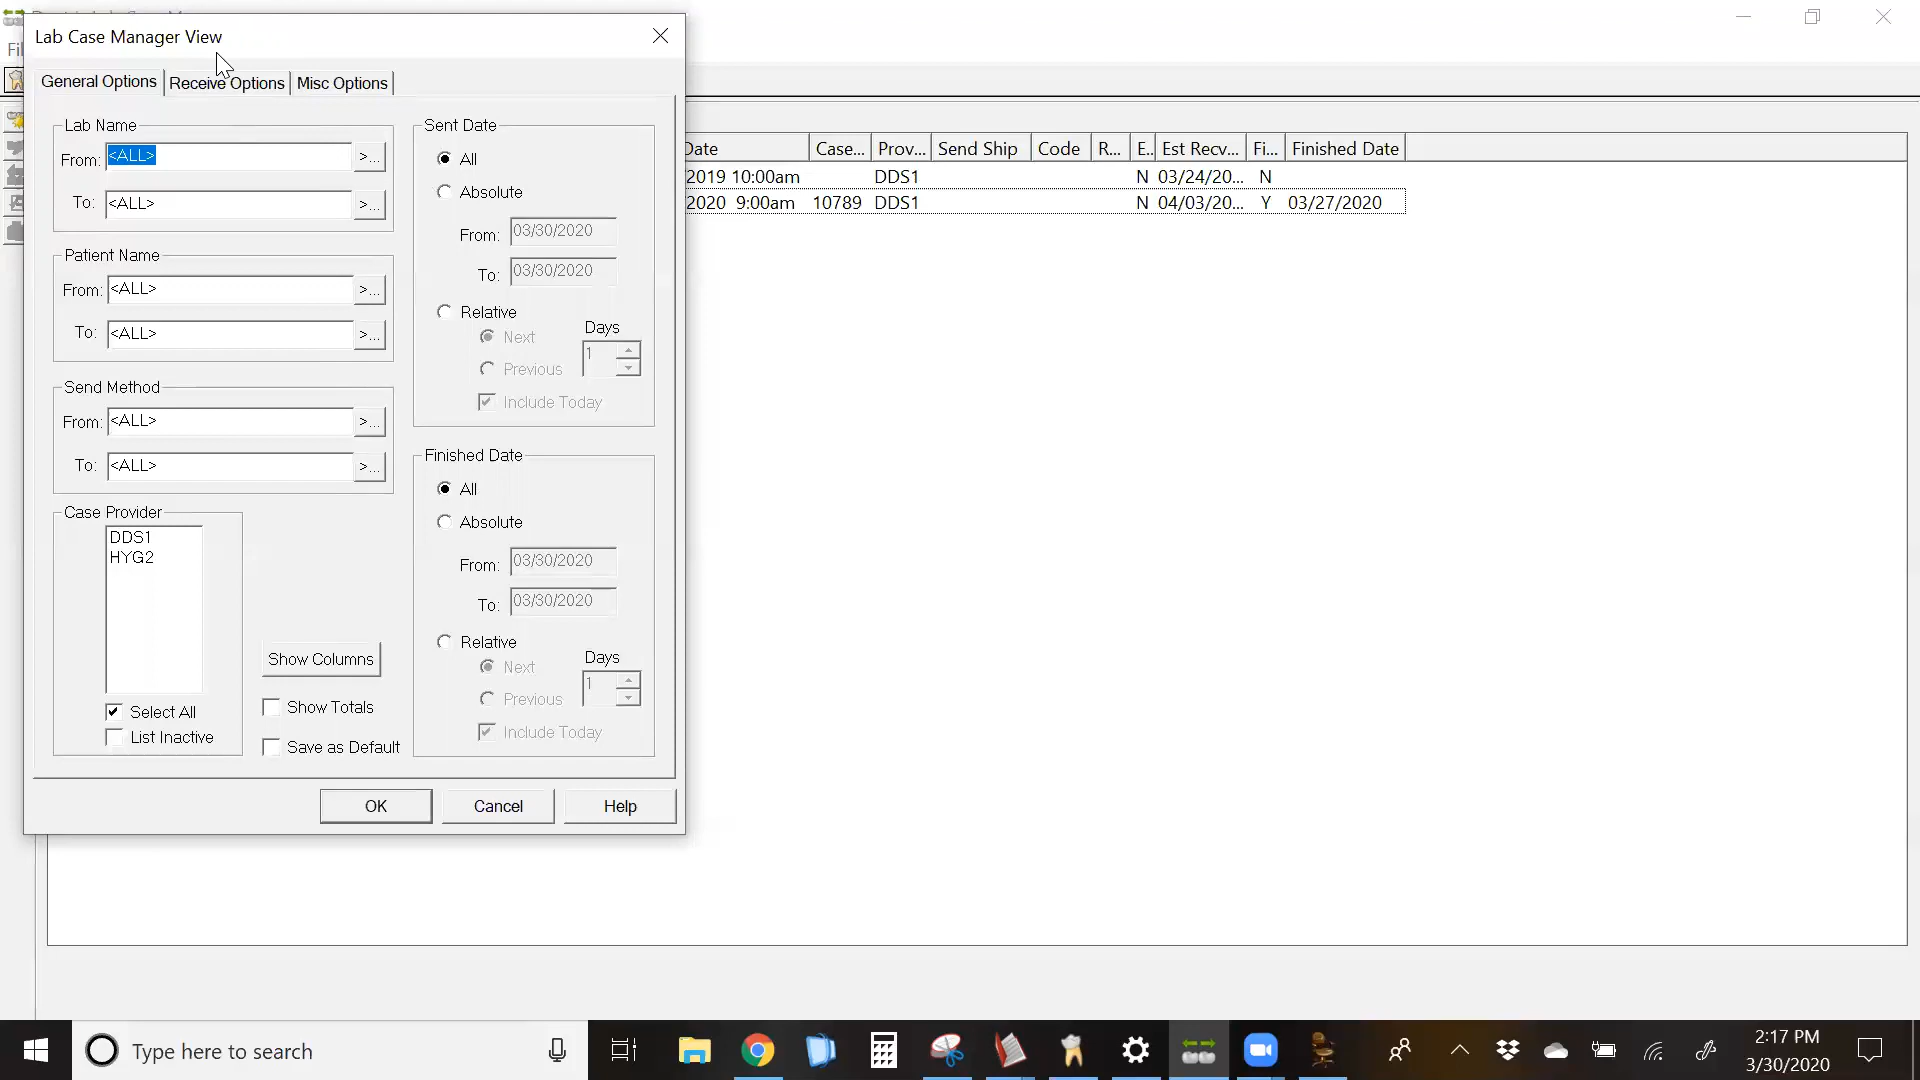 Lab Case Manager View
Fil
General Options
Receive Options
Misc Options
Lab Name
From: <ALL> >...
To: <ALL> >...
Patient Name
From: <ALL> >...
To: <ALL> >...
Send Method
From: <ALL> >...
To: <ALL> >...
Case Provider
DDS1
HYG2
Select All
List Inactive
Show Columns
Show Totals
Save as Default
Sent Date
All
Absolute
From: 03/30/2020
To: 03/30/2020
Relative
Days
Next
1
Previous
Include Today
Finished Date
All
Absolute
From: 03/30/2020
To: 03/30/2020
Relative
Days
Next
1
Previous
Include Today
OK
Cancel
Help
Date Case... Prov... Send Ship Code R... E.. Est Recv... Fi... Finished Date
/2019 10:00am DDS1 N 03/24/20... N
2020 9:00am 10789 DDS1 N 04/03/20... Y 03/27/2020
Type here to search
2:17 PM
3/30/2020